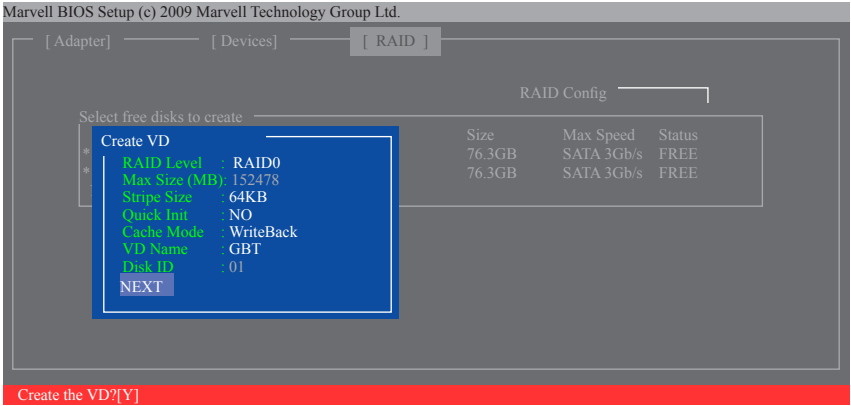 Marvell BIOS Setup (c) 2009 Marvell Technology Group Ltd.
[ Adapter] [ Devices] [ RAID ]
RAID Config
Select free disks to create
Size Max Speed Status
* 76.3GB SATA 3Gb/s FREE
* 76.3GB SATA 3Gb/s FREE
Create VD
RAID Level : RAID0
Max Size (MB): 152478
Stripe Size : 64KB
Quick Init : NO
Cache Mode : WriteBack
VD Name : GBT
Disk ID : 01
NEXT
Create the VD?[Y]